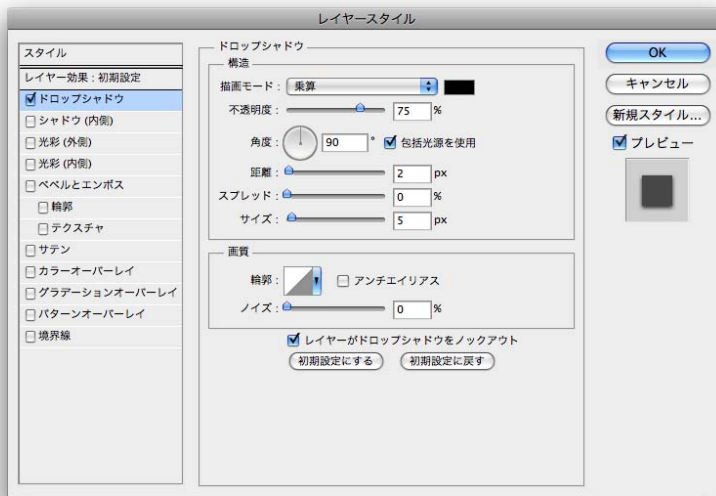 レイヤースタイル
スタイル
レイヤー効果 : 初期設定
ドロップシャドウ
シャドウ (内側)
光彩 (外側)
光彩 (内側)
ベベルとエンボス
輪郭
テクスチャ
サテン
カラーオーバーレイ
グラデーションオーバーレイ
パターンオーバーレイ
境界線
ドロップシャドウ
構造
描画モード : 乗算
不透明度 : 75 %
角度 : 90 ° 包括光源を使用
距離 : 2 px
スプレッド : 0 %
サイズ : 5 px
画質
輪郭 : アンチエイリアス
ノイズ : 0 %
レイヤーがドロップシャドウをノックアウト
初期設定にする 初期設定に戻す
OK
キャンセル
新規スタイル...
プレビュー